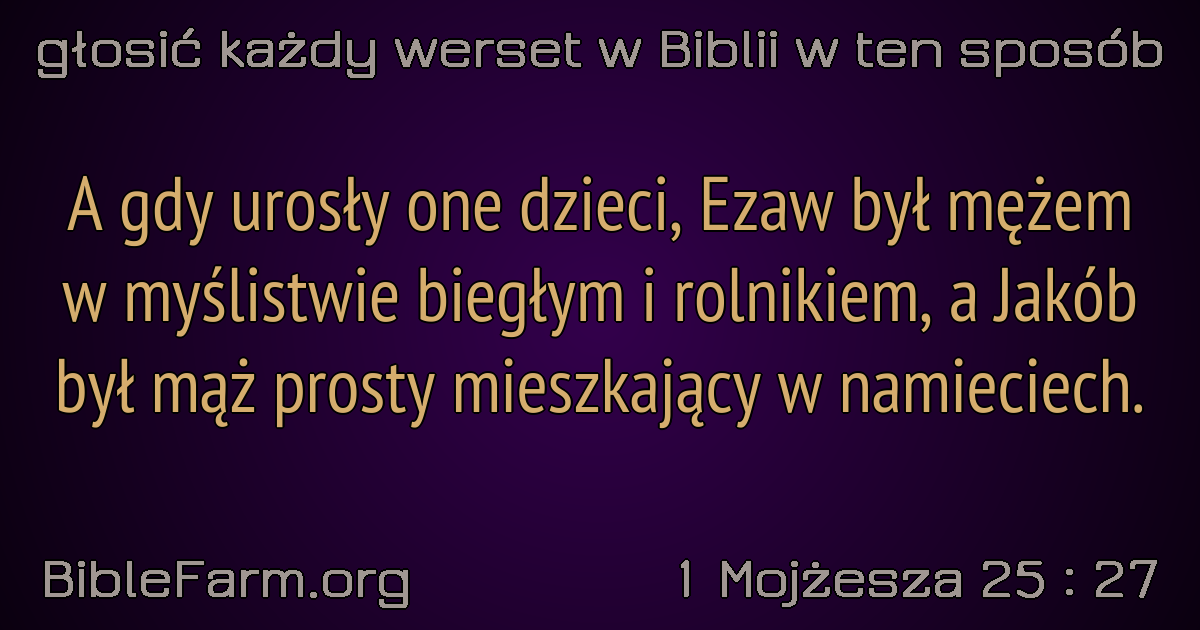 głosić każdy werset w Biblii w ten sposób
A gdy urosły one dzieci, Ezaw był mężem
w myślistwie biegłym i rolnikiem, a Jakób
był mąż prosty mieszkający w namieciech.
BibleFarm.org
1 Mojżesza 25 : 27